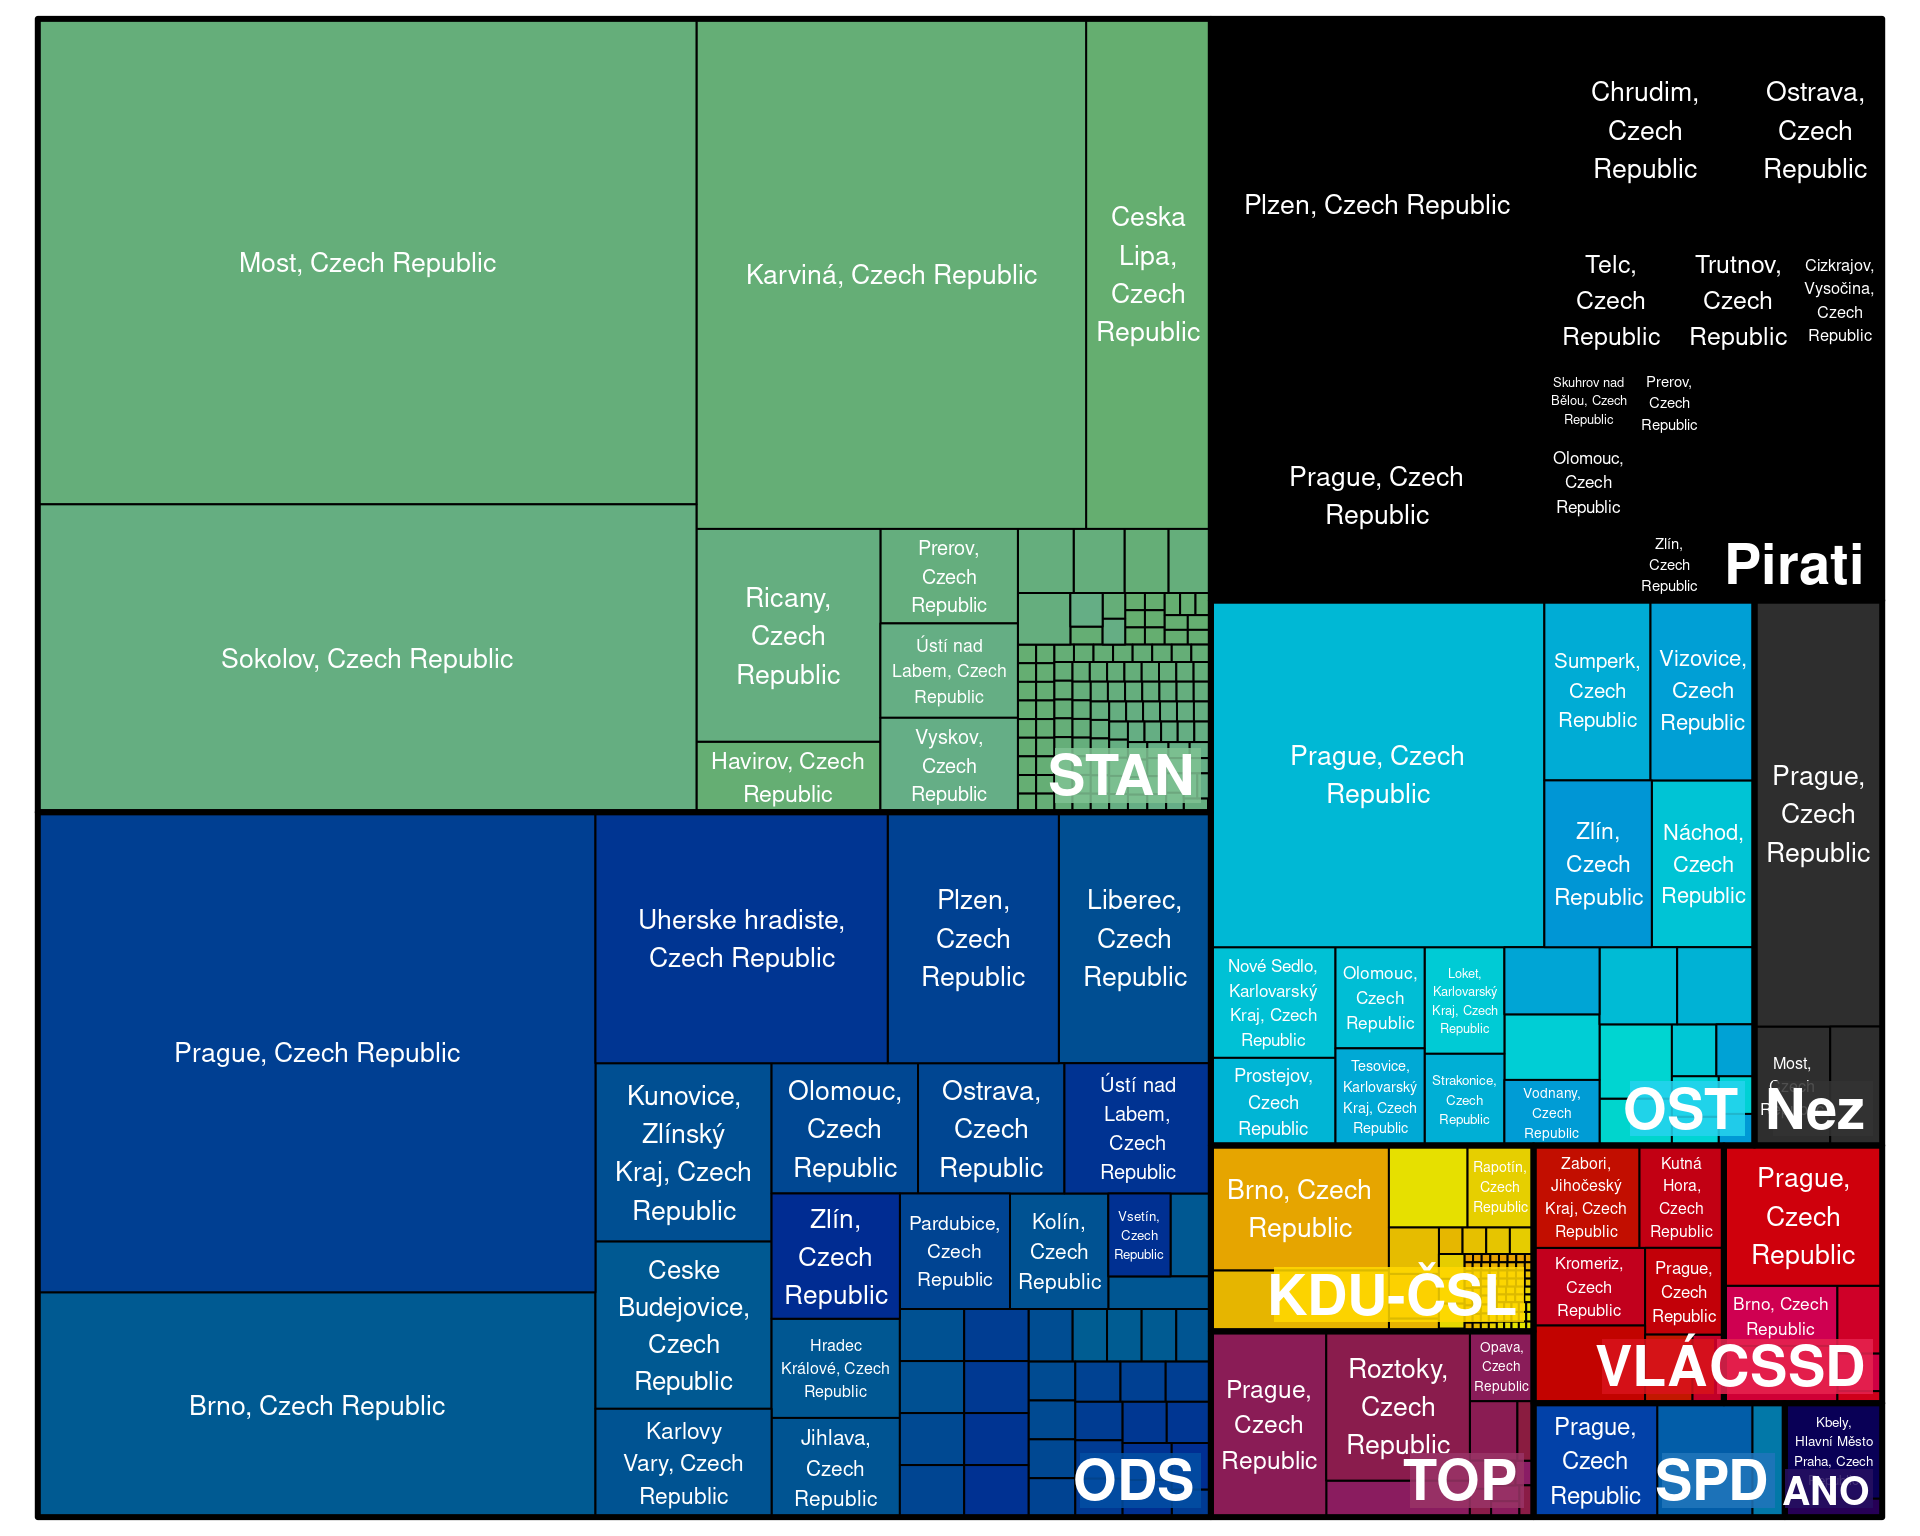 Most, Czech Republic
Sokolov, Czech Republic
Karviná, Czech Republic
Ceska
Lipa,
Czech
Republic
Ricany,
Czech
Republic
Havirov, Czech
Republic
Prerov,
Czech
Republic
Ústí nad
Labem, Czech
Republic
Vyskov,
Czech
Republic
STAN
Plzen, Czech Republic
Prague, Czech
Republic
Chrudim,
Czech
Republic
Ostrava,
Czech
Republic
Telc,
Czech
Republic
Trutnov,
Czech
Republic
Cizkrajov,
Vysočina,
Czech
Republic
Skuhrov nad
Bělou, Czech
Republic
Prerov,
Czech
Republic
Olomouc,
Czech
Republic
Zlín,
Czech
Republic
Pirati
Prague, Czech Republic
Brno, Czech Republic
Uherske hradiste,
Czech Republic
Plzen,
Czech
Republic
Liberec,
Czech
Republic
Kunovice,
Zlínský
Kraj, Czech
Republic
Ceske
Budejovice,
Czech
Republic
Karlovy
Vary, Czech
Republic
Olomouc,
Czech
Republic
Ostrava,
Czech
Republic
Ústí nad
Labem,
Czech
Republic
Zlín,
Czech
Republic
Hradec
Králové, Czech
Republic
Jihlava,
Czech
Republic
Pardubice,
Czech
Republic
Kolín,
Czech
Republic
Vsetín,
Czech
Republic
ODS
Prague, Czech
Republic
Sumperk,
Czech
Republic
Vizovice,
Czech
Republic
Zlín,
Czech
Republic
Náchod,
Czech
Republic
Nové Sedlo,
Karlovarský
Kraj, Czech
Republic
Prostejov,
Czech
Republic
Olomouc,
Czech
Republic
Tesovice,
Karlovarský
Kraj, Czech
Republic
Loket,
Karlovarský
Kraj, Czech
Republic
Strakonice,
Czech
Republic
Vodnany,
Czech
Republic
OST
Prague,
Czech
Republic
Most,
Czech
Nez
Brno, Czech
Republic
Rapotín,
Czech
Republic
KDU-ČSL
Prague,
Czech
Republic
Roztoky,
Czech
Republic
Opava,
Czech
Republic
TOP
Zabori,
Jihočeský
Kraj, Czech
Republic
Kutná
Hora,
Czech
Republic
Kromeriz,
Czech
Republic
Prague,
Czech
Republic
VLÁCSSD
Prague,
Czech
Republic
Brno, Czech
Republic
Prague,
Czech
Republic
SPD
Kbely,
Hlavní Město
Praha, Czech
ANO